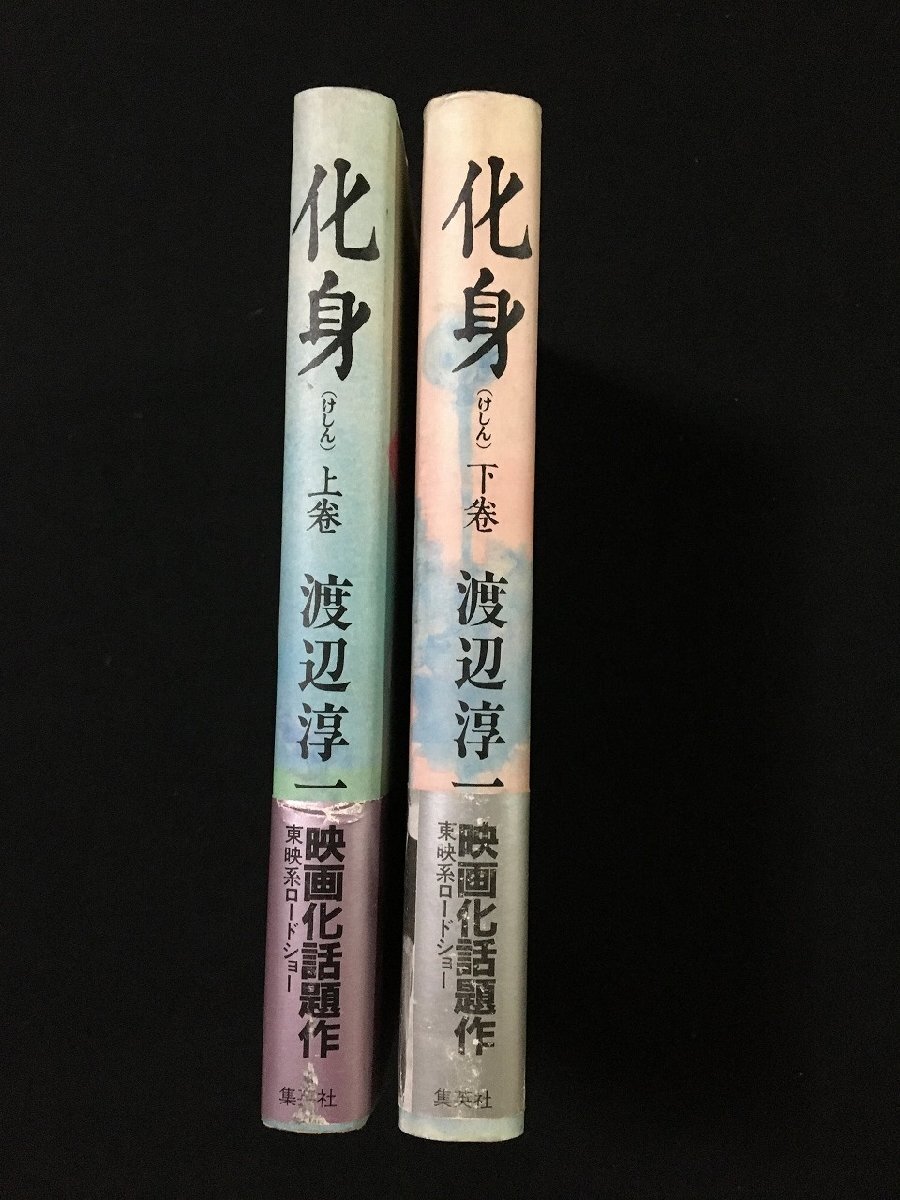 化身
（けしん）
上巻
渡辺淳一
映画化話題作
東映系ロードショー
集英社
化身
（けしん）
下巻
渡辺淳一
映画化話題作
東映系ロードショー
集英社